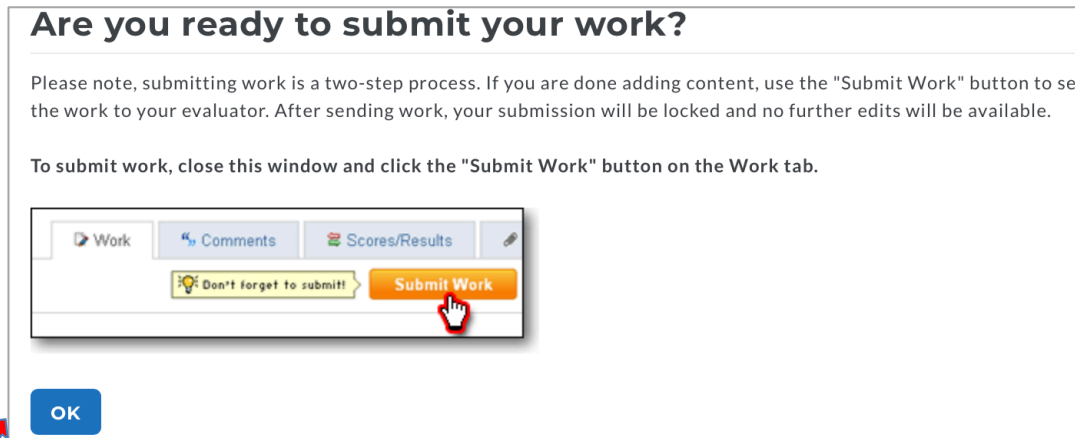 Are you ready to submit your work?
Please note, submitting work is a two-step process. If you are done adding content, use the "Submit Work" button to se
the work to your evaluator. After sending work, your submission will be locked and no further edits will be available.
To submit work, close this window and click the "Submit Work" button on the Work tab.
Work Comments Scores/Results
Don't forget to submit! Submit Work
OK